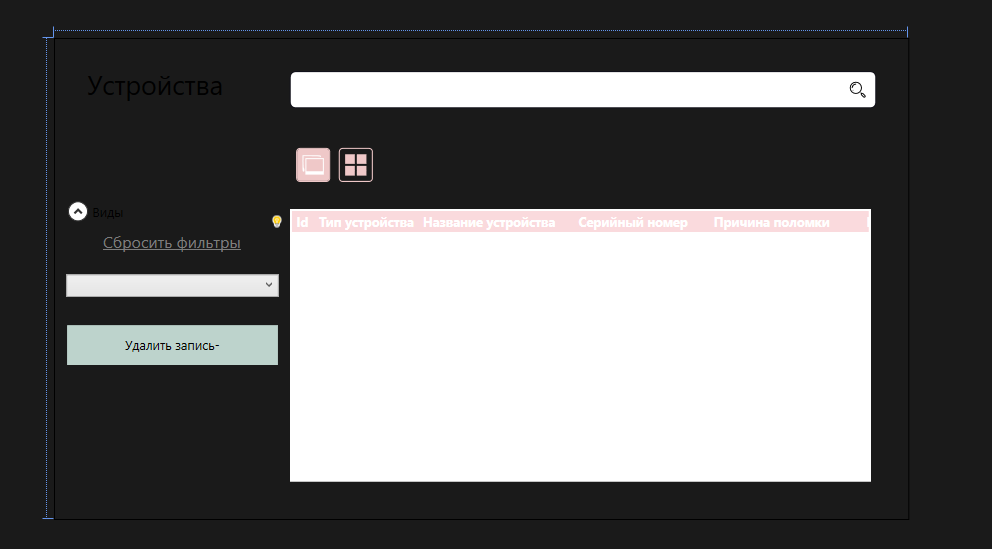 Устройства
Виды
Сбросить фильтры
Удалить запись-
Id Тип устройства Название устройства Серийный номер Причина поломки